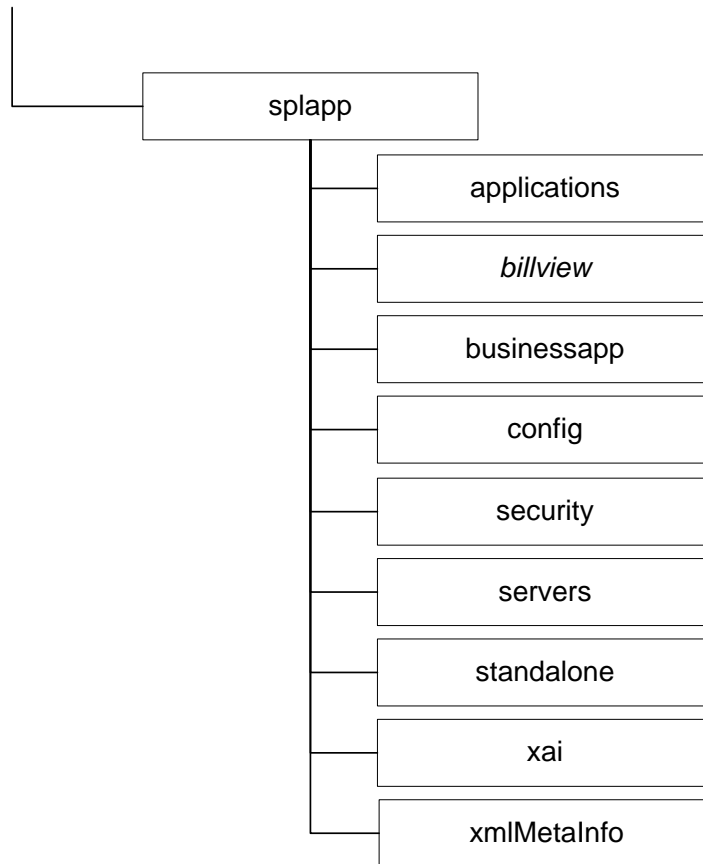 splapp
applications
billview
businessapp
config
security
servers
standalone
xai
xmlMetaInfo